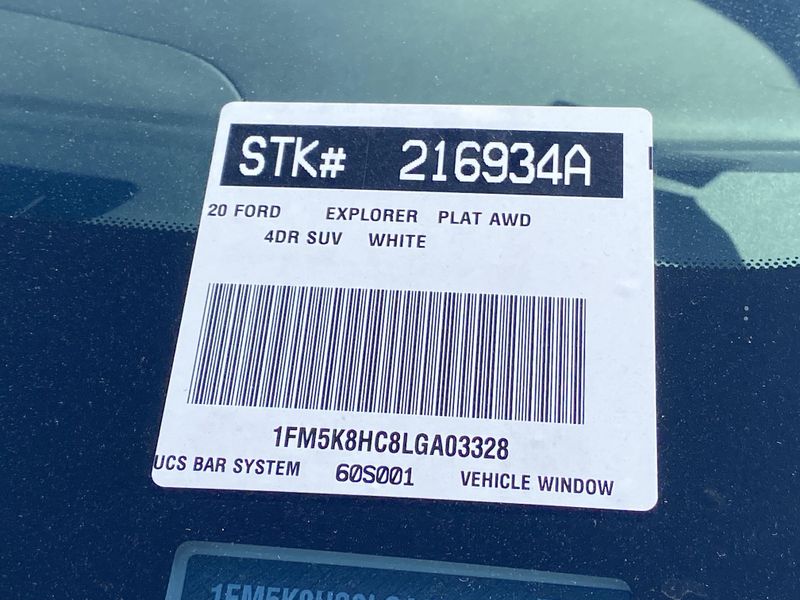 STK# 216934A
20 FORD EXPLORER PLAT AWD
4DR SUV WHITE
1FM5K8HC8LGA03328
UCS BAR SYSTEM 60S001 VEHICLE WINDOW